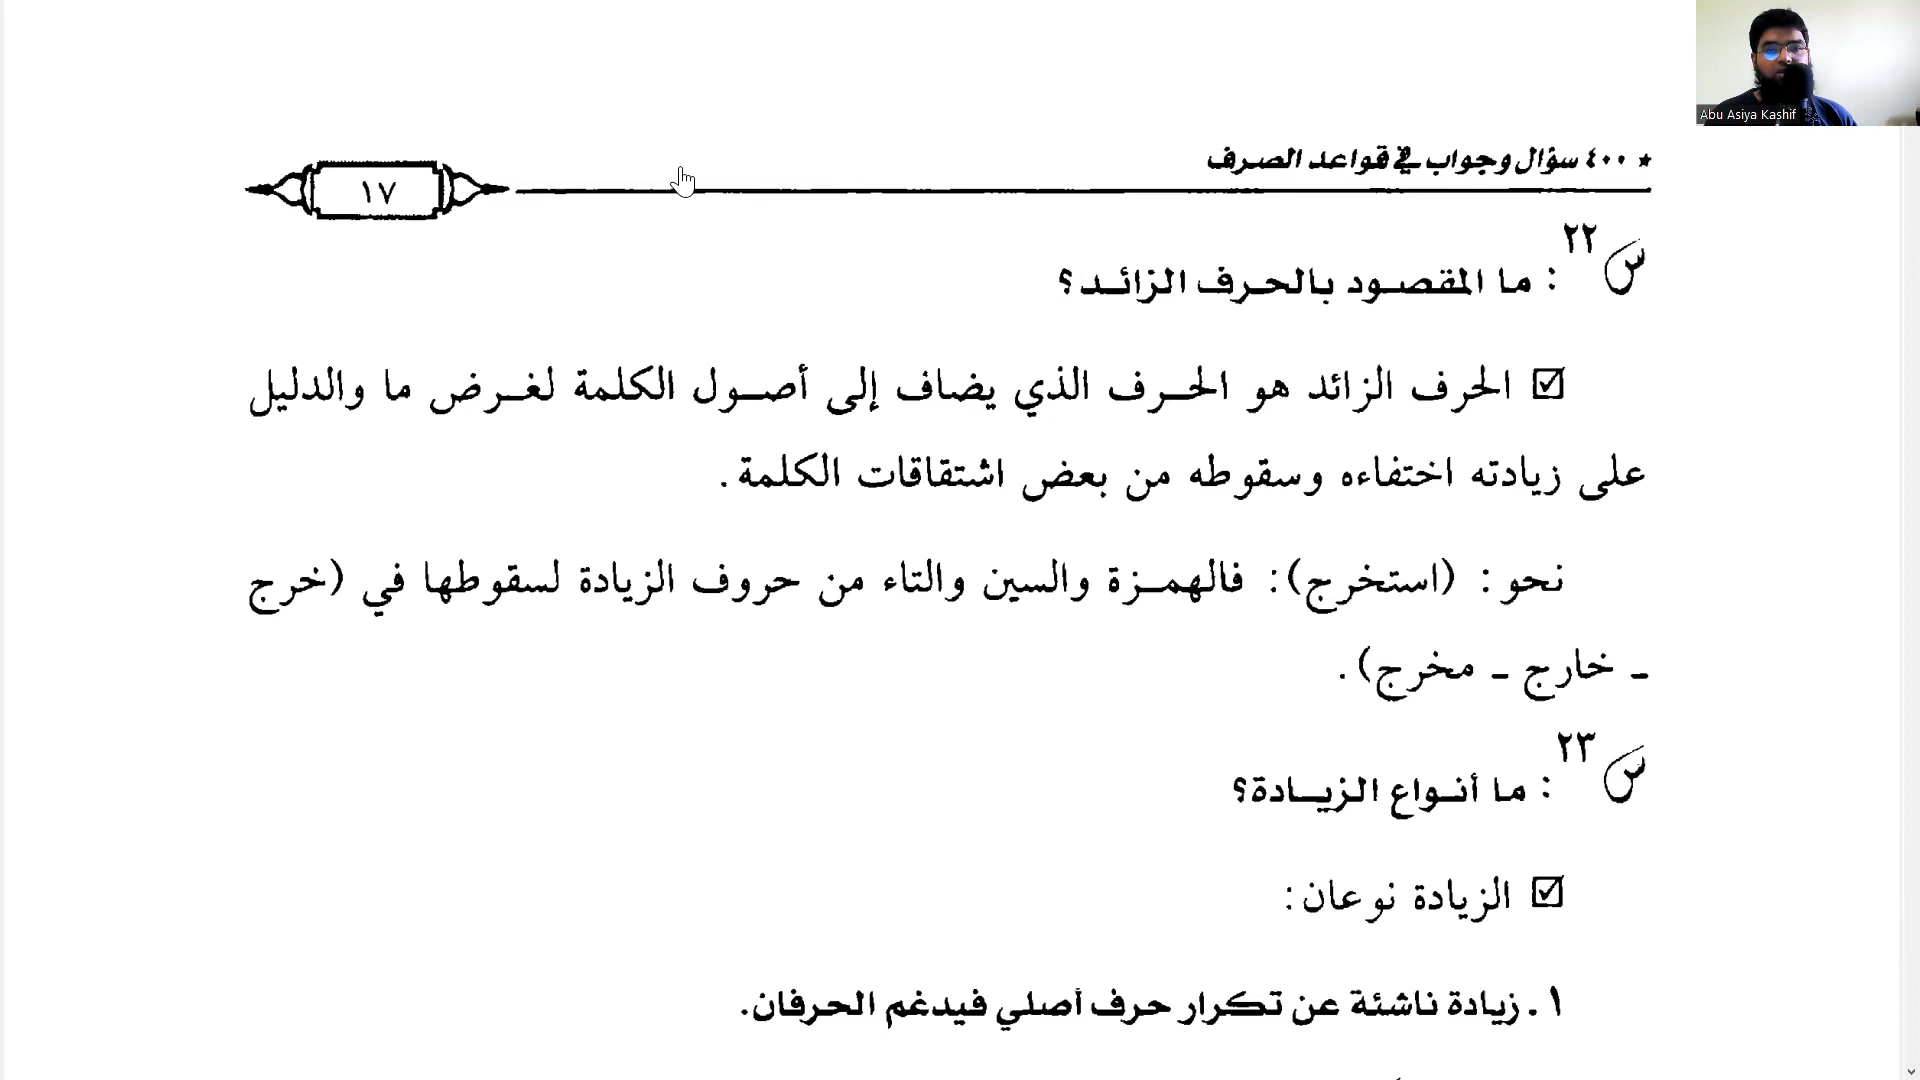 Abu Asiya Kashif
* ٤٠٠ سؤال وجواب في قواعد الصرف
١٧
س ٢٢ : ما المقصود بالحرف الزائد؟
☑ الحرف الزائد هو الحرف الذي يضاف إلى أصول الكلمة لغرض ما والدليل
على زيادته اختفاءه وسقوطه من بعض اشتقاقات الكلمة.
نحو: (استخرج): فالهمزة والسين والتاء من حروف الزيادة لسقوطها في (خرج
- خارج - مخرج).
س ٢٣ : ما أنواع الزيادة؟
☑ الزيادة نوعان:
١. زيادة ناشئة عن تكرار حرف أصلي فيدغم الحرفان.